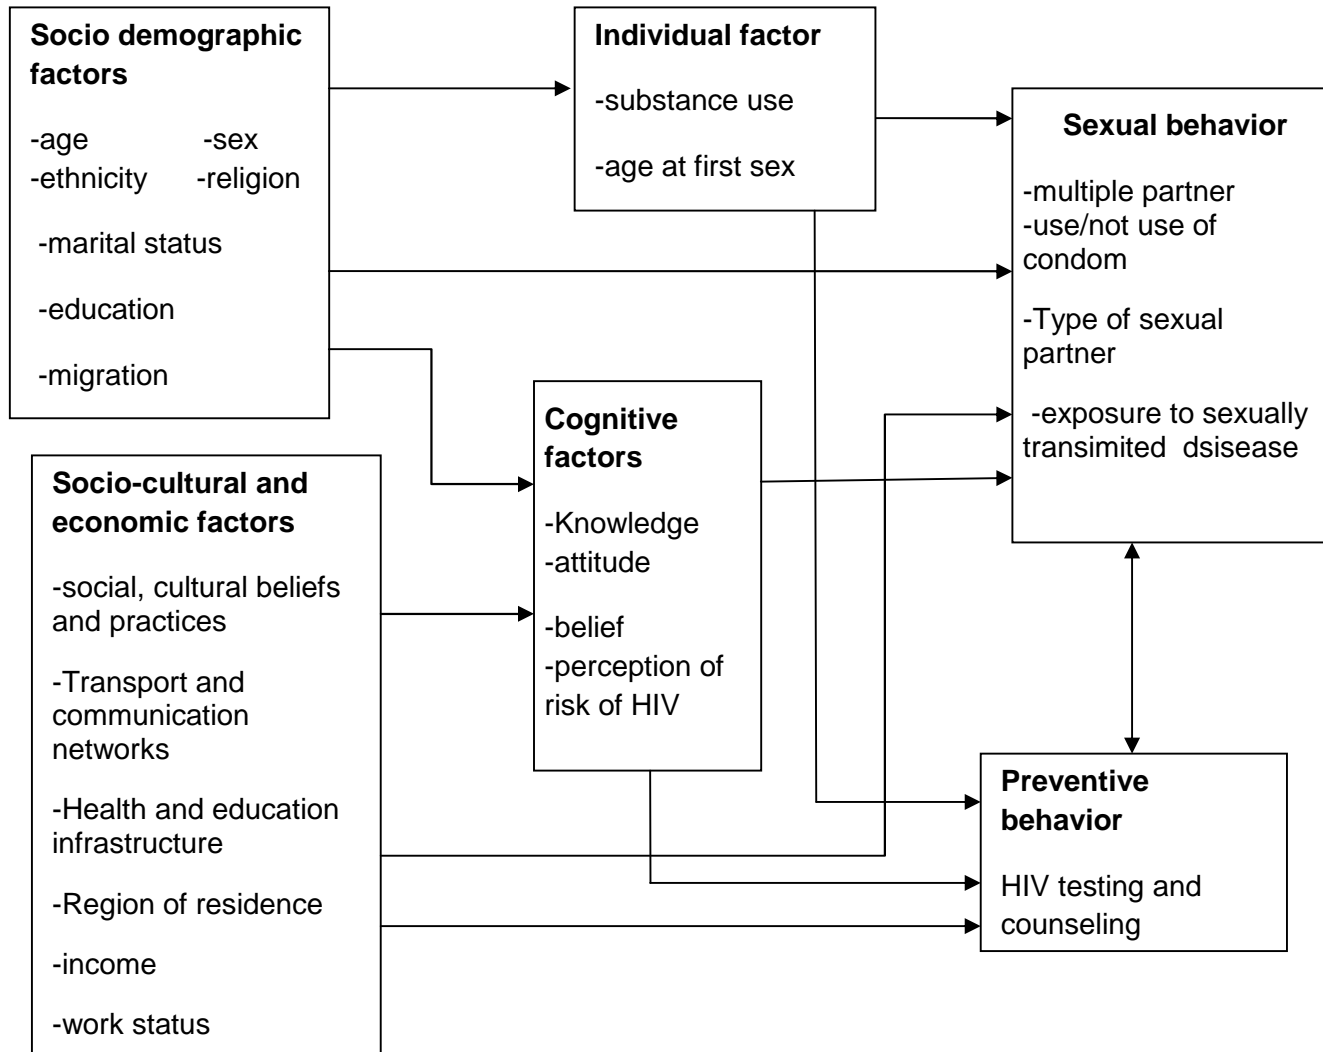 Socio demographic
factors
-age -sex
-ethnicity -religion
-marital status
-education
-migration
Individual factor
-substance use
-age at first sex
Sexual behavior
-multiple partner
-use/not use of
condom
-Type of sexual
partner
-exposure to sexually
transimited dsisease
Cognitive
factors
-Knowledge
-attitude
-belief
-perception of
risk of HIV
Socio-cultural and
economic factors
-social, cultural beliefs
and practices
-Transport and
communication
networks
-Health and education
infrastructure
-Region of residence
-income
-work status
Preventive
behavior
HIV testing and
counseling